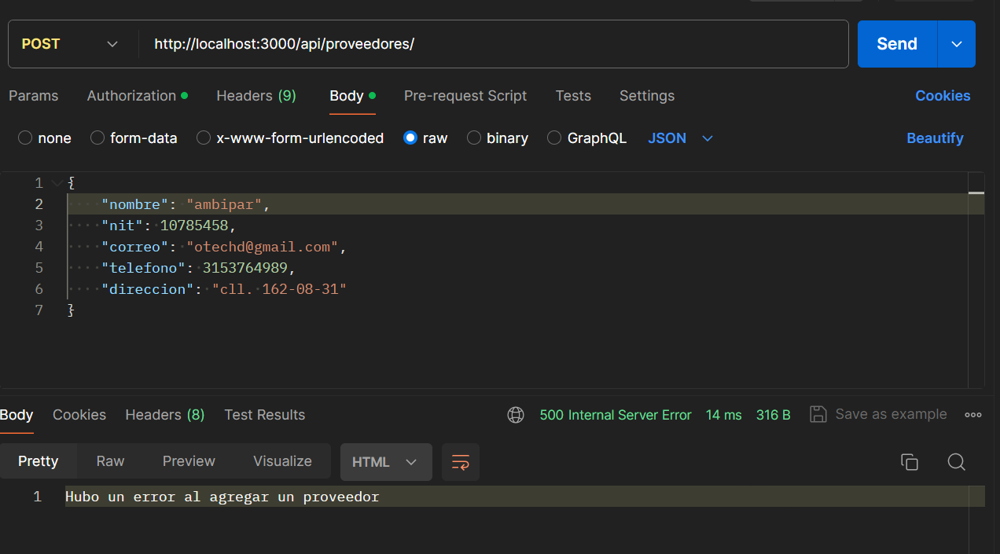 POST http://localhost:3000/api/proveedores/ Send
Params Authorization Headers (9) Body Pre-request Script Tests Settings Cookies
none form-data x-www-form-urlencoded raw binary GraphQL JSON Beautify
1 {
2 "nombre": "ambipar",
3 "nit": 10785458,
4 "correo": "otechd@gmail.com",
5 "telefono": 3153764989,
6 "direccion": "cll. 162-08-31"
7 }
Body Cookies Headers (8) Test Results 500 Internal Server Error 14 ms 316 B Save as example
Pretty Raw Preview Visualize HTML
1 Hubo un error al agregar un proveedor